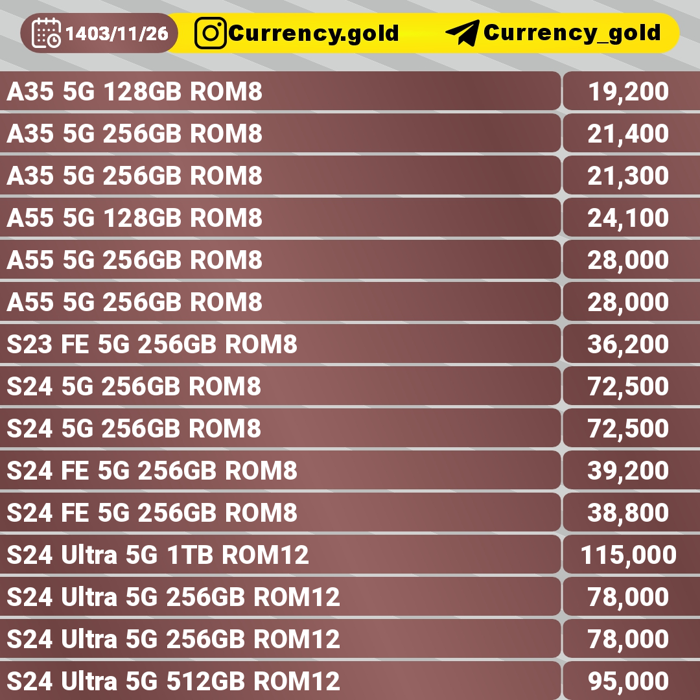 1403/11/26 Currency.gold Currency_gold
A35 5G 128GB ROM8 19,200
A35 5G 256GB ROM8 21,400
A35 5G 256GB ROM8 21,300
A55 5G 128GB ROM8 24,100
A55 5G 256GB ROM8 28,000
A55 5G 256GB ROM8 28,000
S23 FE 5G 256GB ROM8 36,200
S24 5G 256GB ROM8 72,500
S24 5G 256GB ROM8 72,500
S24 FE 5G 256GB ROM8 39,200
S24 FE 5G 256GB ROM8 38,800
S24 Ultra 5G 1TB ROM12 115,000
S24 Ultra 5G 256GB ROM12 78,000
S24 Ultra 5G 256GB ROM12 78,000
S24 Ultra 5G 512GB ROM12 95,000